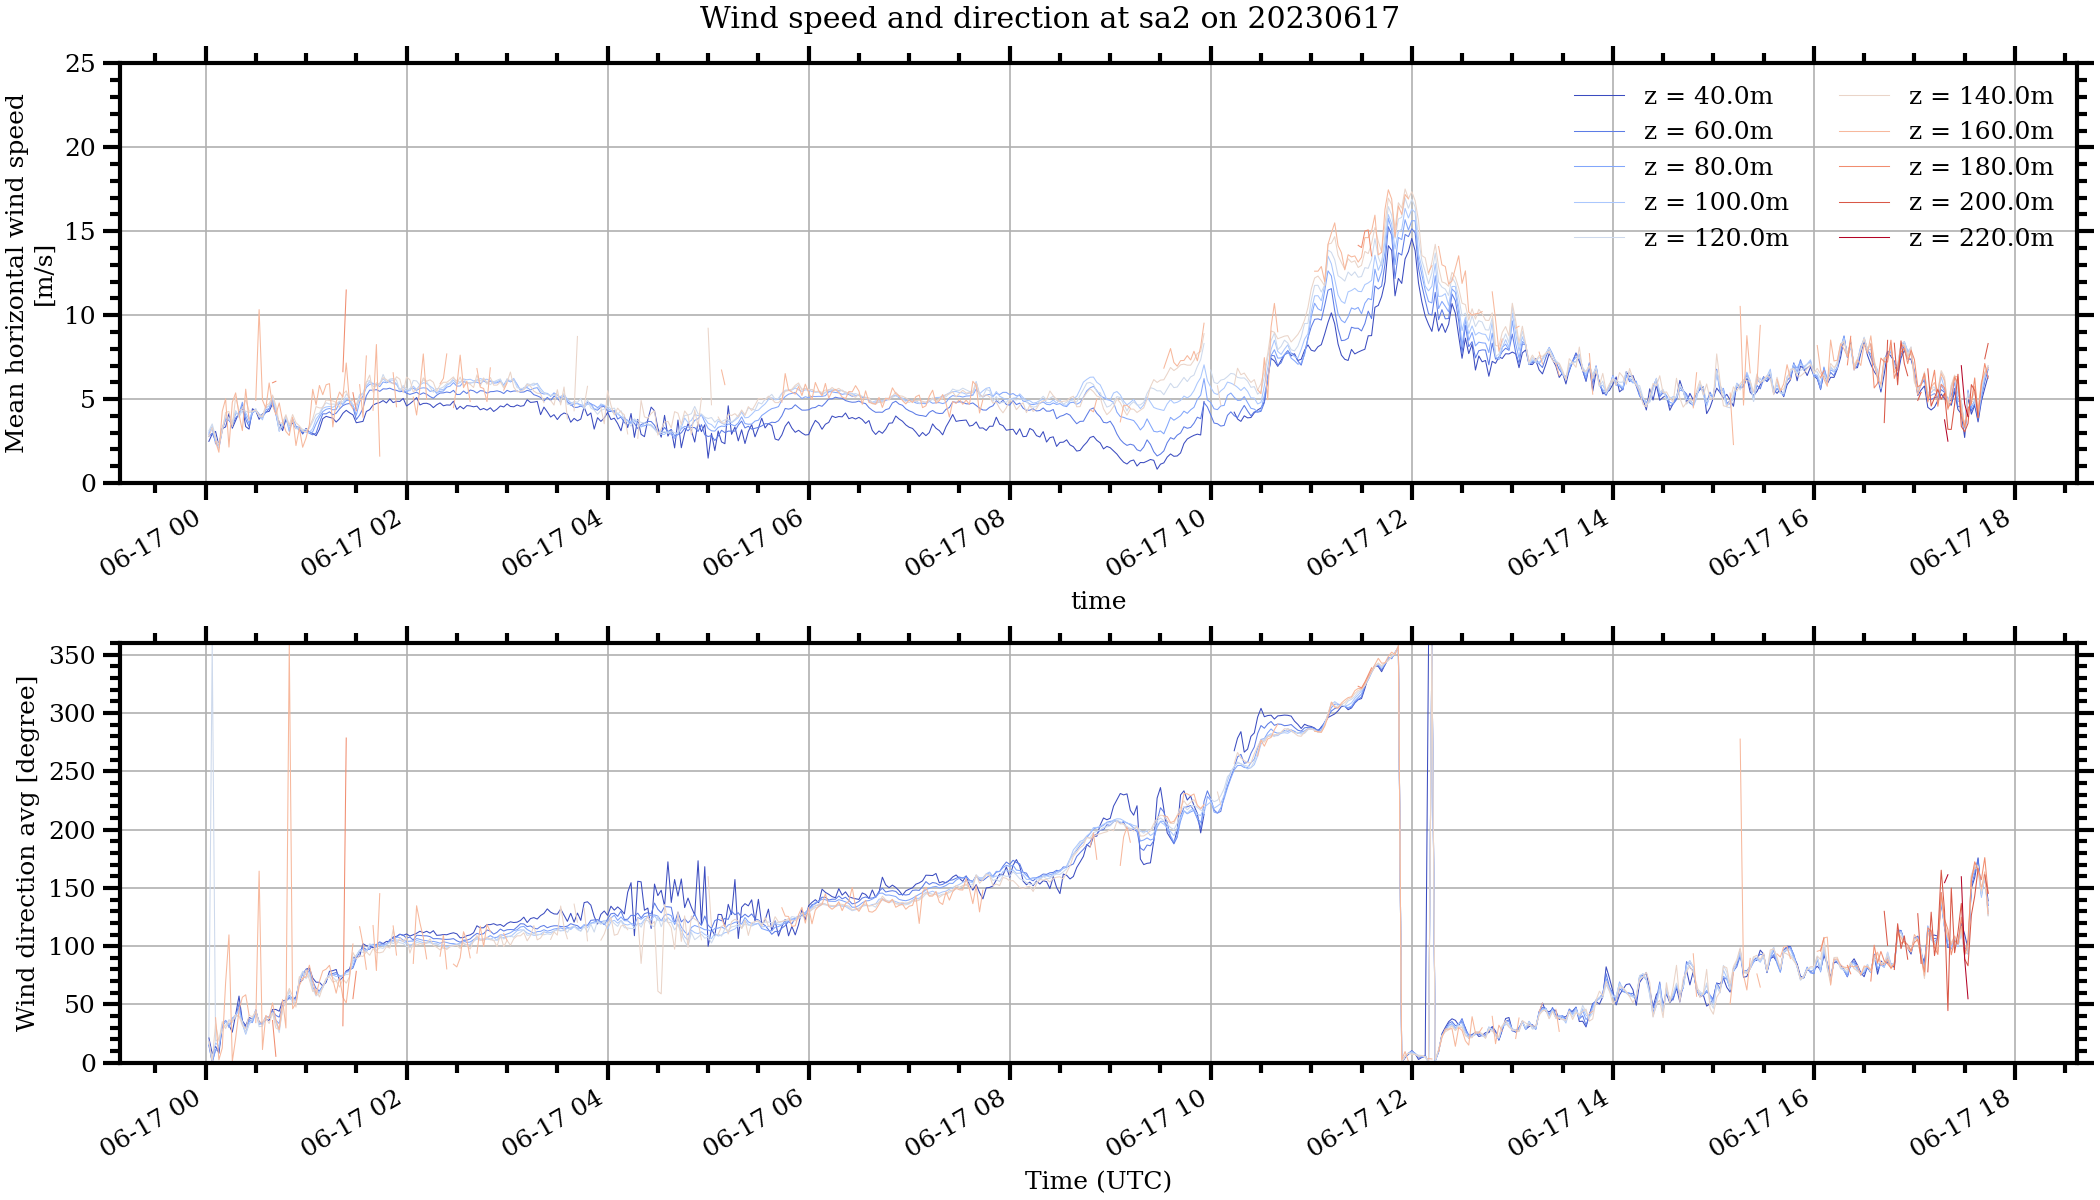 Wind speed and direction at sa2 on 20230617
Mean horizontal wind speed
[m/s]
25
20
15
10
5
0
z = 40.0m
z = 60.0m
z = 80.0m
z = 100.0m
z = 120.0m
z = 140.0m
z = 160.0m
z = 180.0m
z = 200.0m
z = 220.0m
06-17 00
06-17 02
06-17 04
06-17 06
06-17 08
06-17 10
06-17 12
06-17 14
06-17 16
06-17 18
time
Wind direction avg [degree]
350
300
250
200
150
100
50
0
06-17 00
06-17 02
06-17 04
06-17 06
06-17 08
06-17 10
06-17 12
06-17 14
06-17 16
06-17 18
Time (UTC)